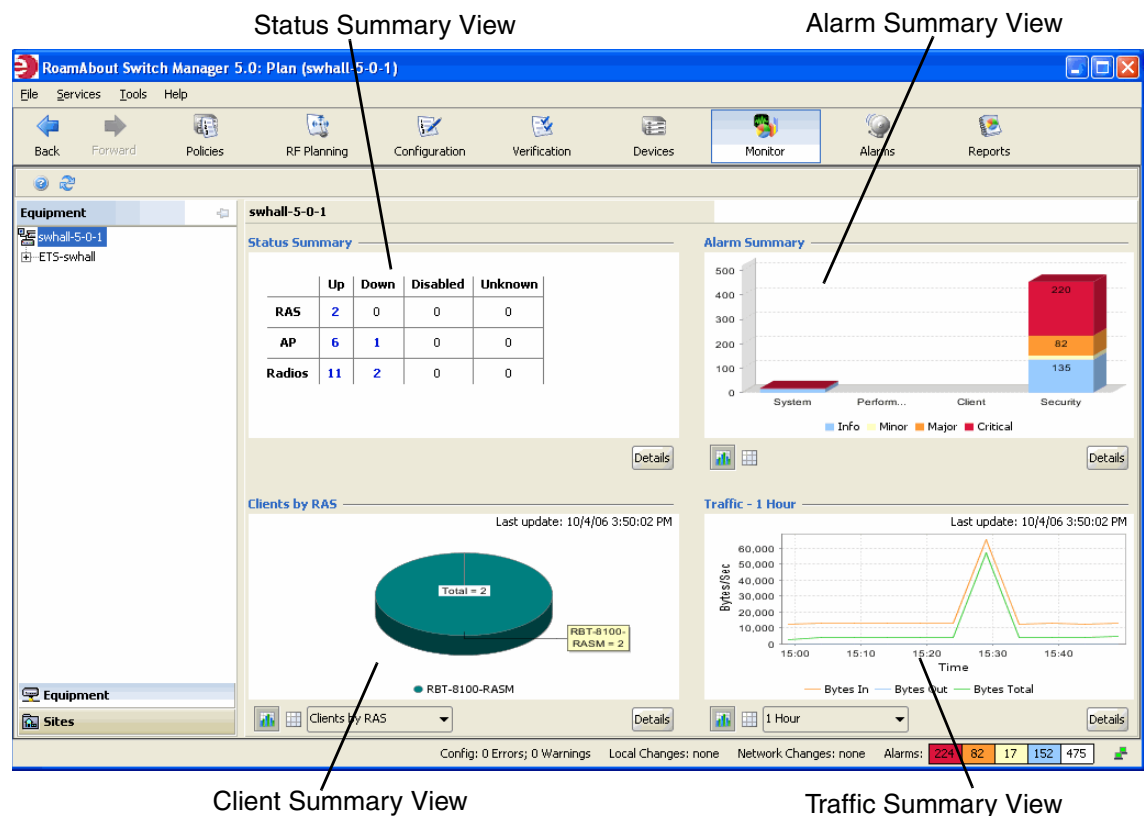 Status Summary View
Alarm Summary View
RoamAbout Switch Manager 5.0: Plan (swhall-5-0-1)
File Services Tools Help
Back Forward Policies RF Planning Configuration Verification Devices Monitor Alarms Reports
Equipment
swhall-5-0-1
ETS-swhall
swhall-5-0-1
Status Summary
Up Down Disabled Unknown
RAS 2 0 0 0
AP 6 1 0 0
Radios 11 2 0 0
Details
Alarm Summary
500
400
300
200
100
0
220
82
135
System Perform... Client Security
Info Minor Major Critical
Details
Clients by RAS
Last update: 10/4/06 3:50:02 PM
Total = 2
RBT-8100-
RASM = 2
RBT-8100-RASM
Clients by RAS
Details
Traffic - 1 Hour
Last update: 10/4/06 3:50:02 PM
Bytes/Sec
60,000
50,000
40,000
30,000
20,000
10,000
0
15:00 15:10 15:20 15:30 15:40
Time
Bytes In Bytes Out Bytes Total
1 Hour
Details
Equipment
Sites
Config: 0 Errors; 0 Warnings Local Changes: none Network Changes: none Alarms: 224 82 17 152 475
Client Summary View
Traffic Summary View